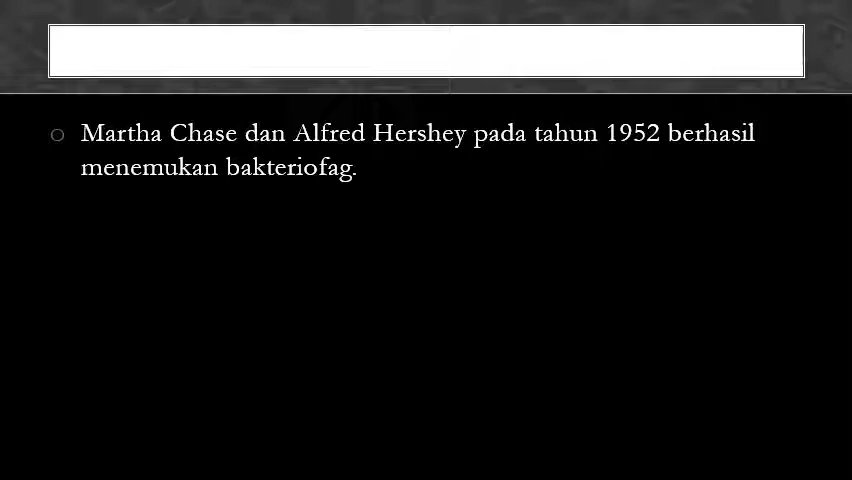 Martha Chase dan Alfred Hershey pada tahun 1952 berhasil
menemukan bakteriofag.